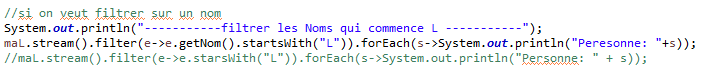 //si on veut filtrer sur un nom
System.out.println("-----------filtrer les Noms qui commence L -----------");
maL.stream().filter(e->e.getNom().startsWith("L")).forEach(s->System.out.println("Peresonne: "+s));
//maL.stream().filter(e->e.starsWith("L")).forEach(s->System.out.println("Personne: " + s));